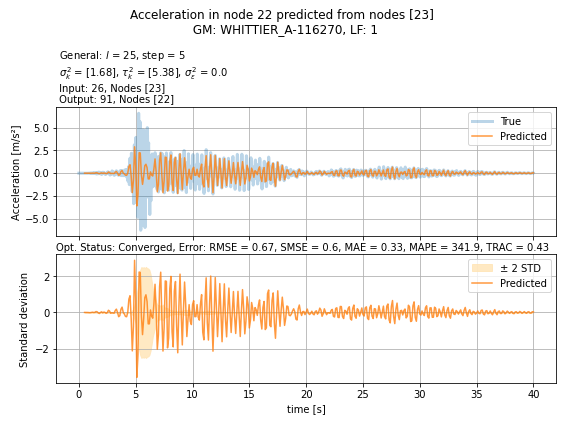 Acceleration in node 22 predicted from nodes [23]
GM: WHITTIER_A-116270, LF: 1
General: l = 25, step = 5
σ²ₖ = [1.68], τ²ₖ = [5.38], σ²ε = 0.0
Input: 26, Nodes [23]
Output: 91, Nodes [22]
Acceleration [m/s²]
5.0
2.5
0.0
−2.5
−5.0
True
Predicted
Opt. Status: Converged, Error: RMSE = 0.67, SMSE = 0.6, MAE = 0.33, MAPE = 341.9, TRAC = 0.43
Standard deviation
2
0
−2
± 2 STD
Predicted
0 5 10 15 20 25 30 35 40
time [s]